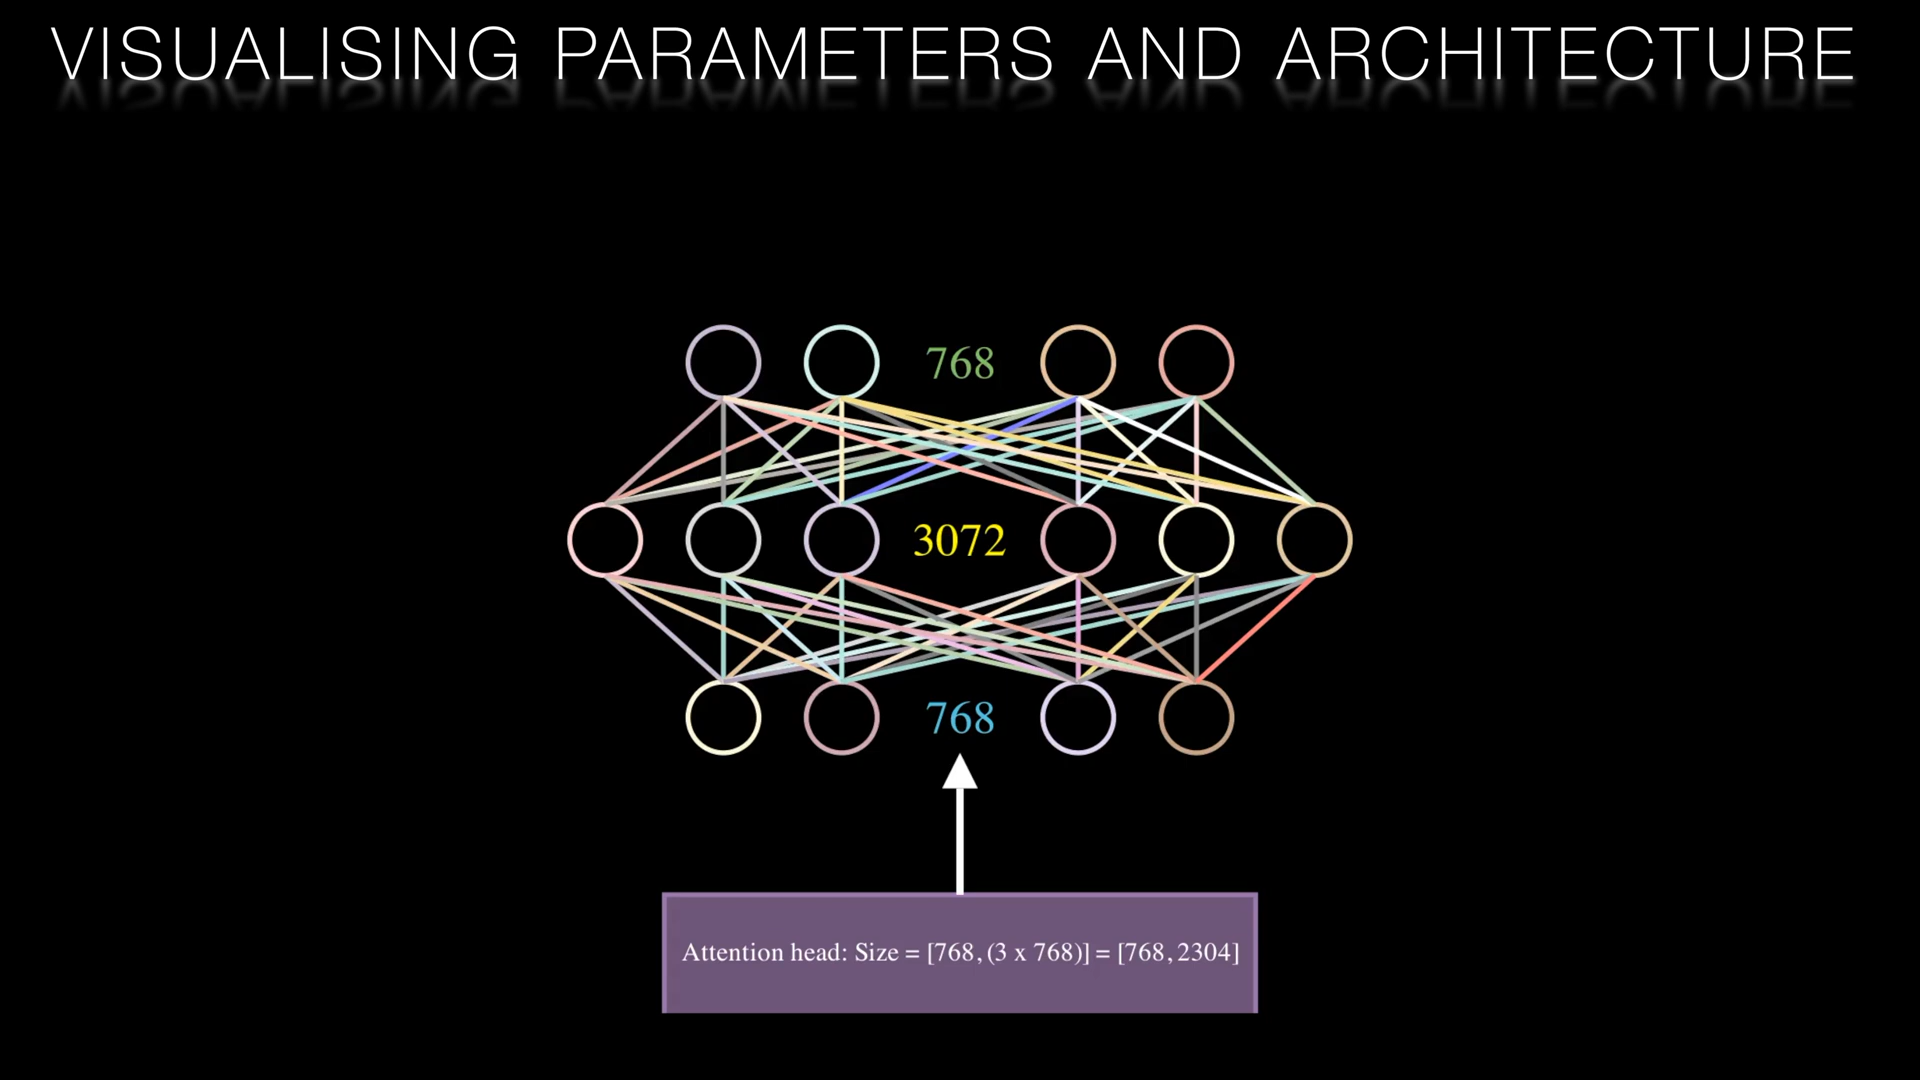 VISUALISING PARAMETERS AND ARCHITECTURE
768
3072
768
Attention head: Size = [768, (3 x 768)] = [768, 2304]